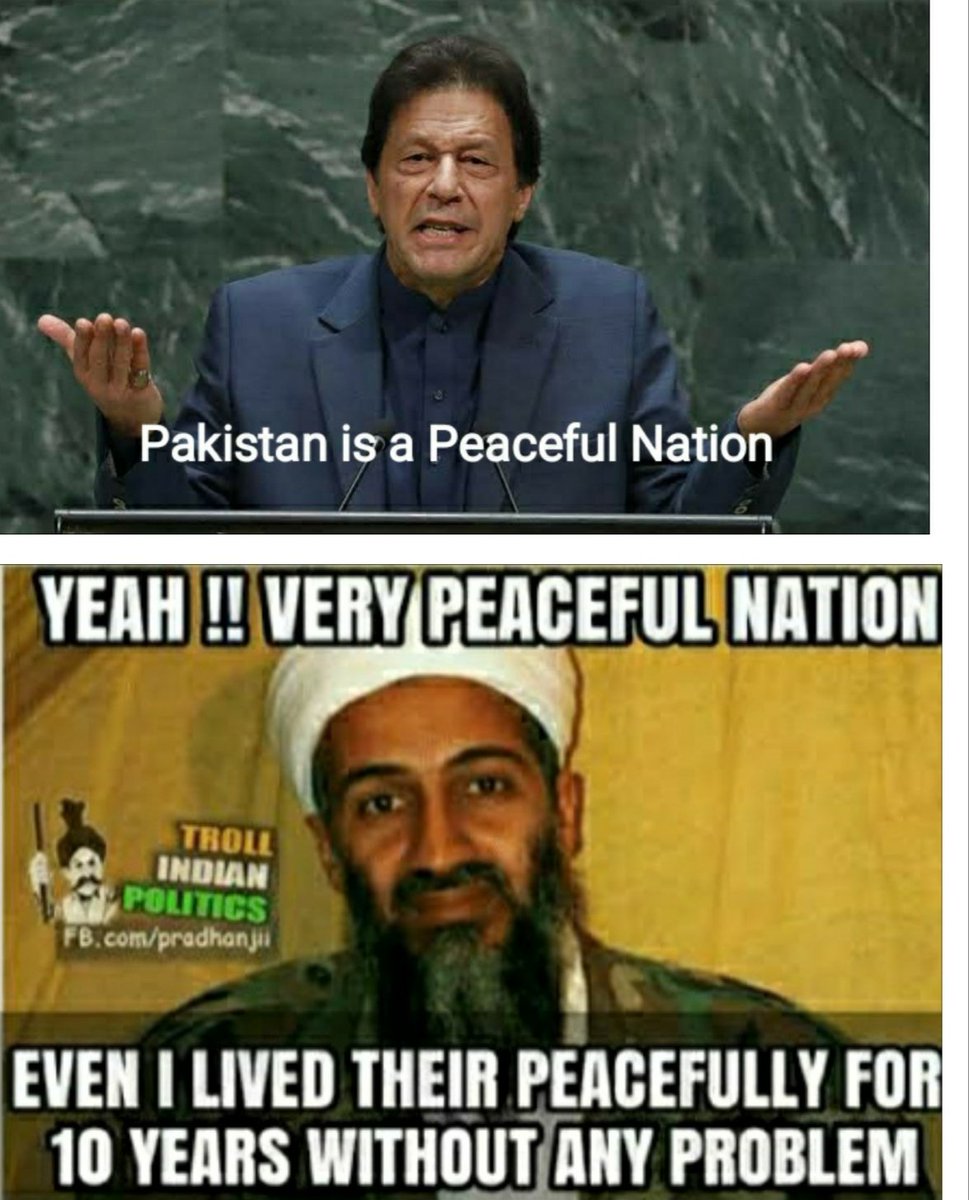 Pakistan is a Peaceful Nation
YEAH !! VERY PEACEFUL NATION
TROLL
INDIAN
POLITICS
FB.com/pradhanjii
EVEN I LIVED THEIR PEACEFULLY FOR
10 YEARS WITHOUT ANY PROBLEM